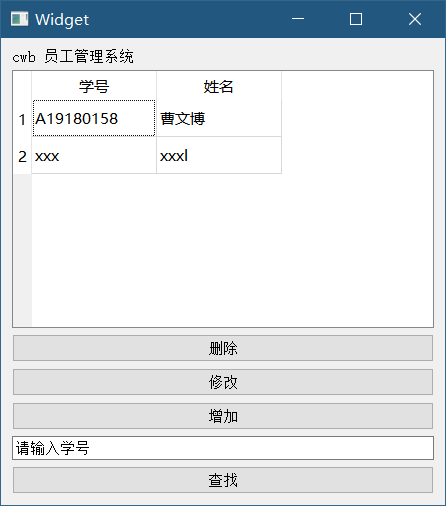 Widget
cwb 员工管理系统
学号 姓名
1 A19180158 曹文博
2 xxx xxxl
删除
修改
增加
请输入学号
查找